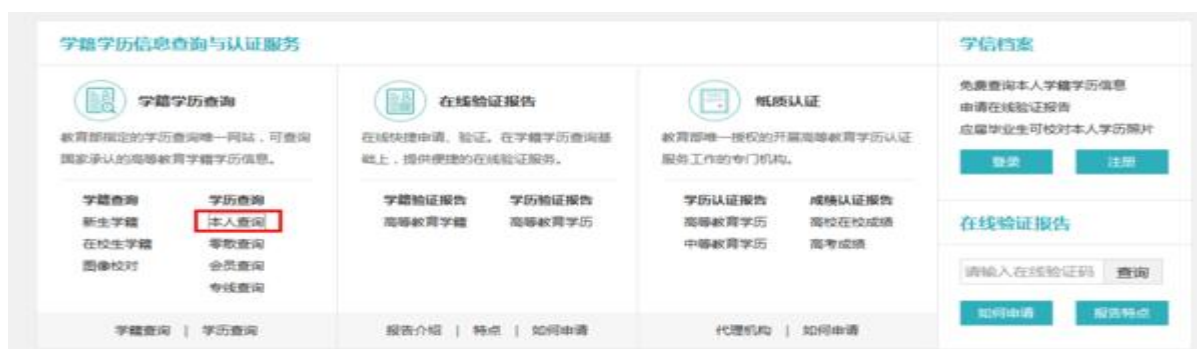 学籍学历信息查询与认证服务
学籍学历查询
教育部指定的学历查询唯一网站，可查询
国家承认的高等教育学籍学历信息。
学籍查询 学历查询
新生学籍 本人查询
在校生学籍 零散查询
图像校对 会员查询
专线查询
学籍查询 | 学历查询
在线验证报告
在线快捷申请、验证。在学籍学历查询基
础上，提供便捷的在线验证服务。
学籍验证报告 学历验证报告
高等教育学籍 高等教育学历
报告介绍 | 特点 | 如何申请
纸质认证
教育部唯一授权的开展高等教育学历认证
服务工作的专门机构。
学历认证报告 成绩认证报告
高等教育学历 高校在校成绩
中等教育学历 高考成绩
代理机构 | 如何申请
学信档案
免费查询本人学籍学历信息
申请在线验证报告
应届毕业生可校对本人学历照片
登录 注册
在线验证报告
请输入在线验证码 查询
如何申请 报告特点